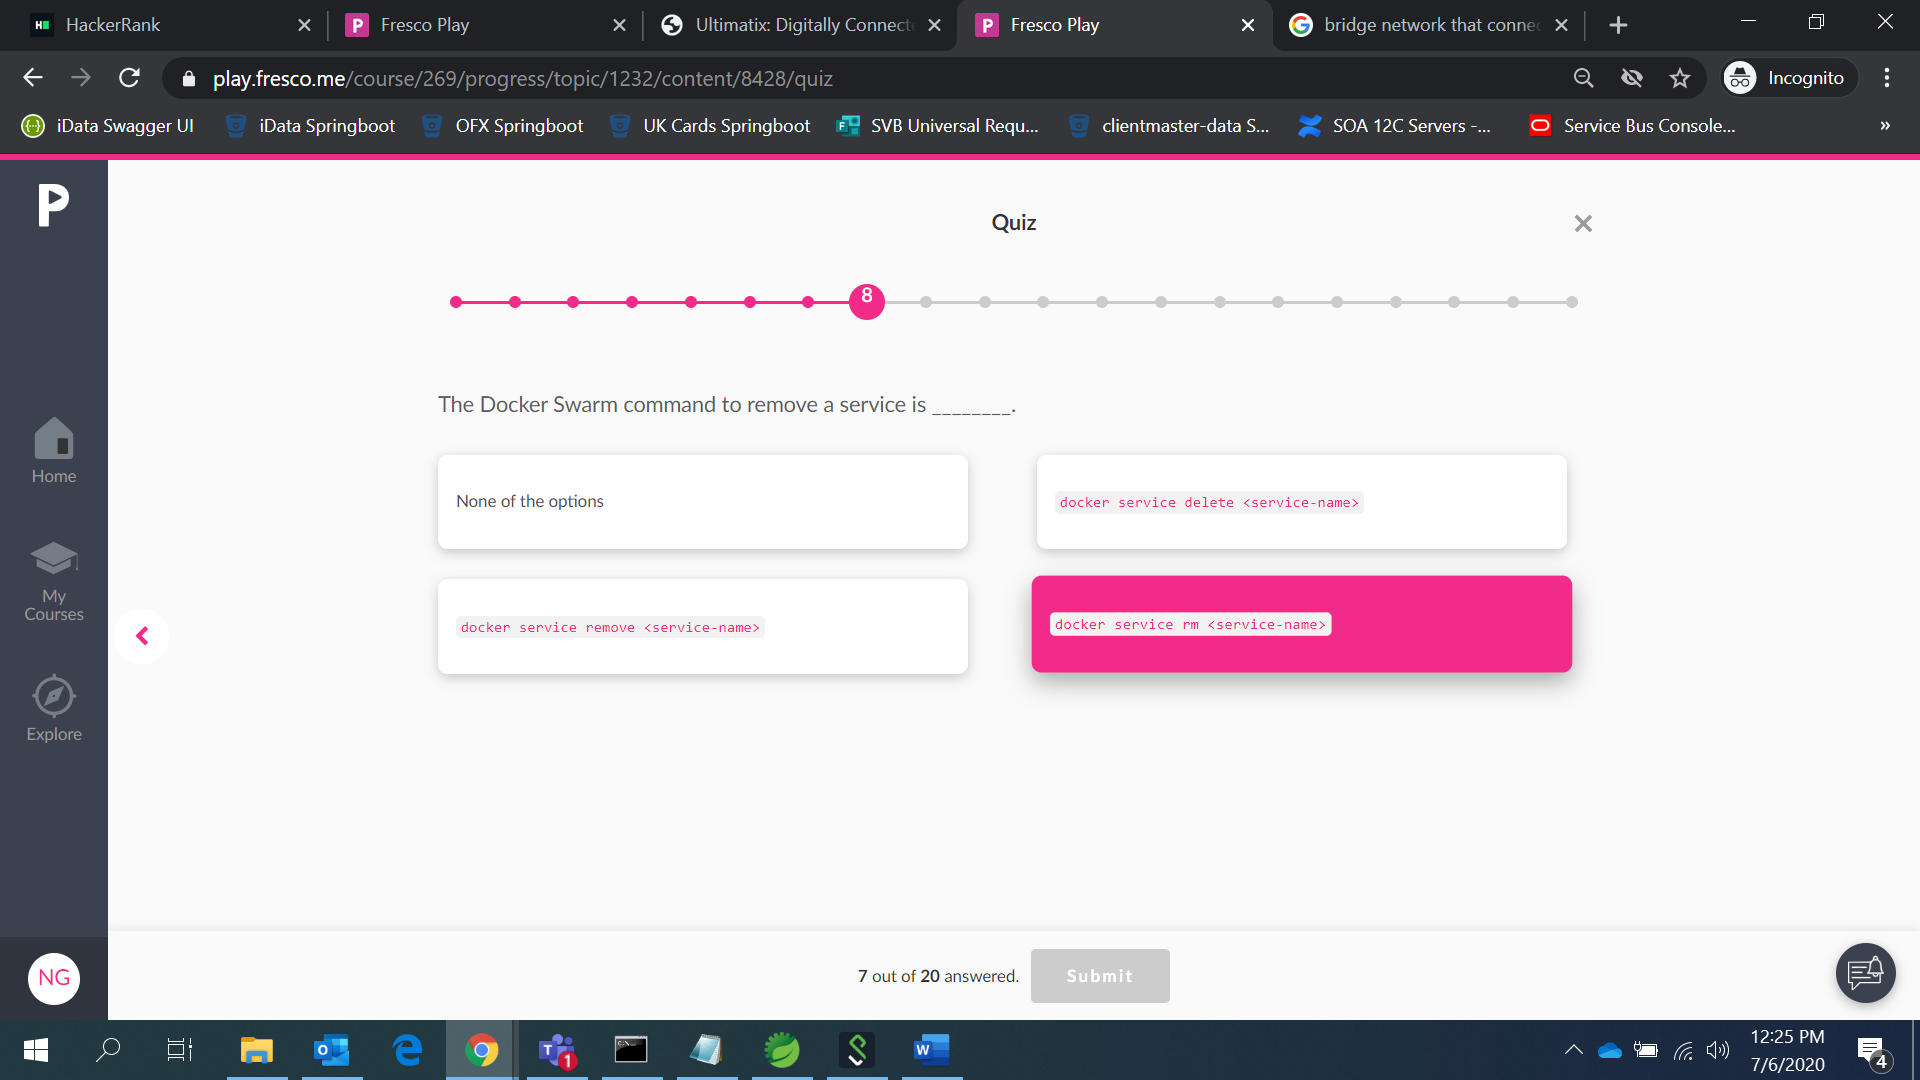 HackerRank
Fresco Play
Ultimatix: Digitally Connect
Fresco Play
bridge network that connec
play.fresco.me/course/269/progress/topic/1232/content/8428/quiz
Incognito
iData Swagger UI
iData Springboot
OFX Springboot
UK Cards Springboot
SVB Universal Requ...
clientmaster-data S...
SOA 12C Servers -...
Service Bus Console...
»
P
Quiz
8
The Docker Swarm command to remove a service is ________.
None of the options
docker service delete <service-name>
docker service remove <service-name>
docker service rm <service-name>
Home
My
Courses
Explore
NG
7 out of 20 answered.
Submit
1
12:25 PM
7/6/2020
4